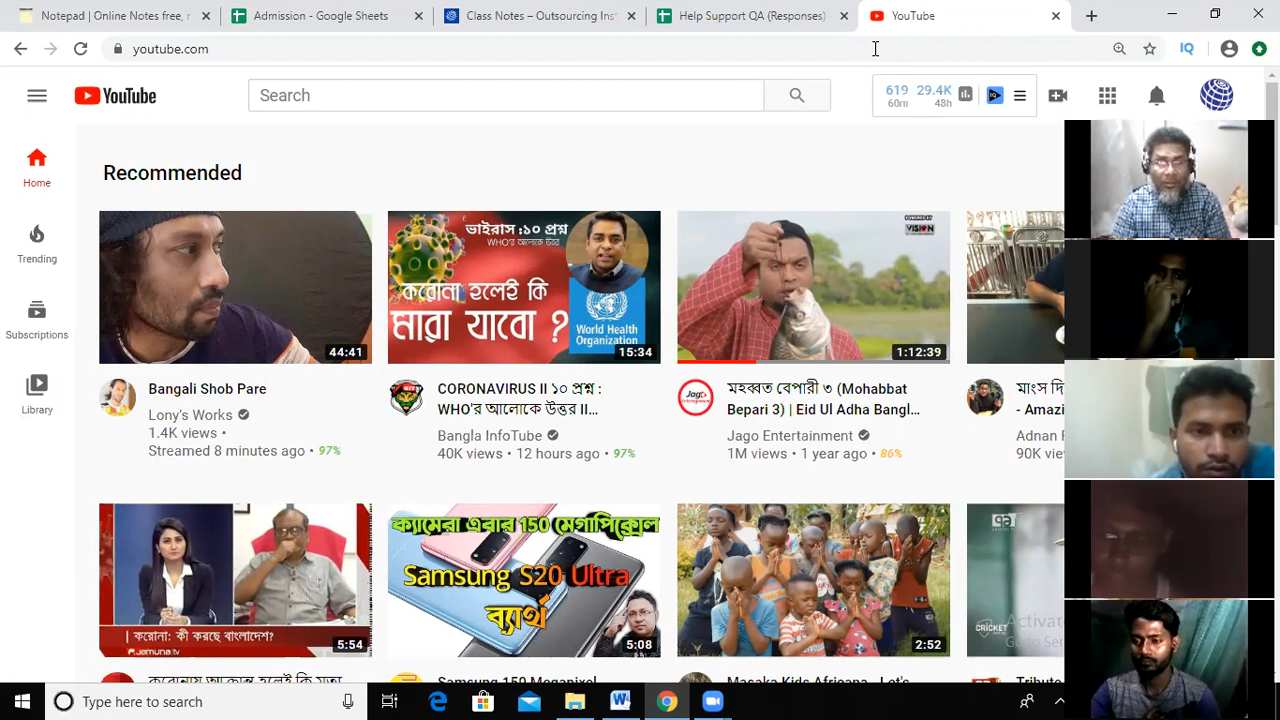 Notepad | Online Notes free, r
Admission - Google Sheets
Class Notes – Outsourcing Inst
Help Support QA (Responses) -
YouTube
youtube.com
IQ
YouTube
Search
619 29.4K
60m 48h
Home
Trending
Subscriptions
Library
Recommended
ভাইরাস:১০ প্রশ্ন
WHO'র আলোকে উত্তর
করোনা হলেই কি
মারা যাবো ?
World Health
Organization
VISION
44:41
15:34
1:12:39
Bangali Shob Pare
Lony's Works
1.4K views •
Streamed 8 minutes ago • 97%
CORONAVIRUS II ১০ প্রশ্ন :
WHO'র আলোকে উত্তর II...
Bangla InfoTube
40K views • 12 hours ago • 97%
Jago
মহব্বত বেপারী ৩ (Mohabbat
Bepari 3) | Eid Ul Adha Bangl...
Jago Entertainment
1M views • 1 year ago • 86%
মাংস দি
- Amazi
Adnan F
90K vie
করোনা: কী করছে বাংলাদেশ?
Jamuna.tv
5:54
ক্যামেরা এবার 150 মেগাপিক্সেল
Samsung S20 Ultra
ব্যার্থ
5:08
2:52
CRICKET
Activat
Go to Set
করোনায় আক্রান্ত হলেই কি মৃত্যু
Samsung 150 Megapixel
Masaka Kids Africana - Let's
Tribute
Type here to search